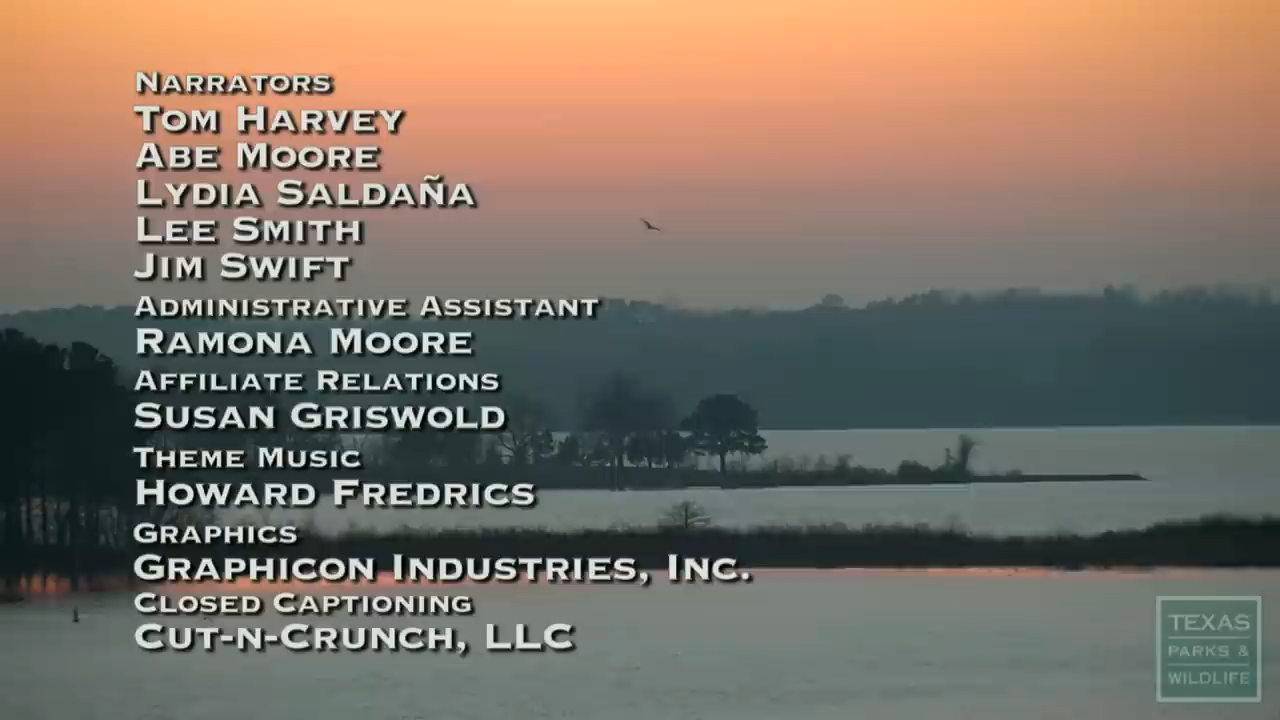 Narrators
Tom Harvey
Abe Moore
Lydia Saldaña
Lee Smith
Jim Swift
Administrative Assistant
Ramona Moore
Affiliate Relations
Susan Griswold
Theme Music
Howard Fredrics
Graphics
Graphicon Industries, Inc.
Closed Captioning
Cut-n-Crunch, LLC
TEXAS
PARKS &
WILDLIFE